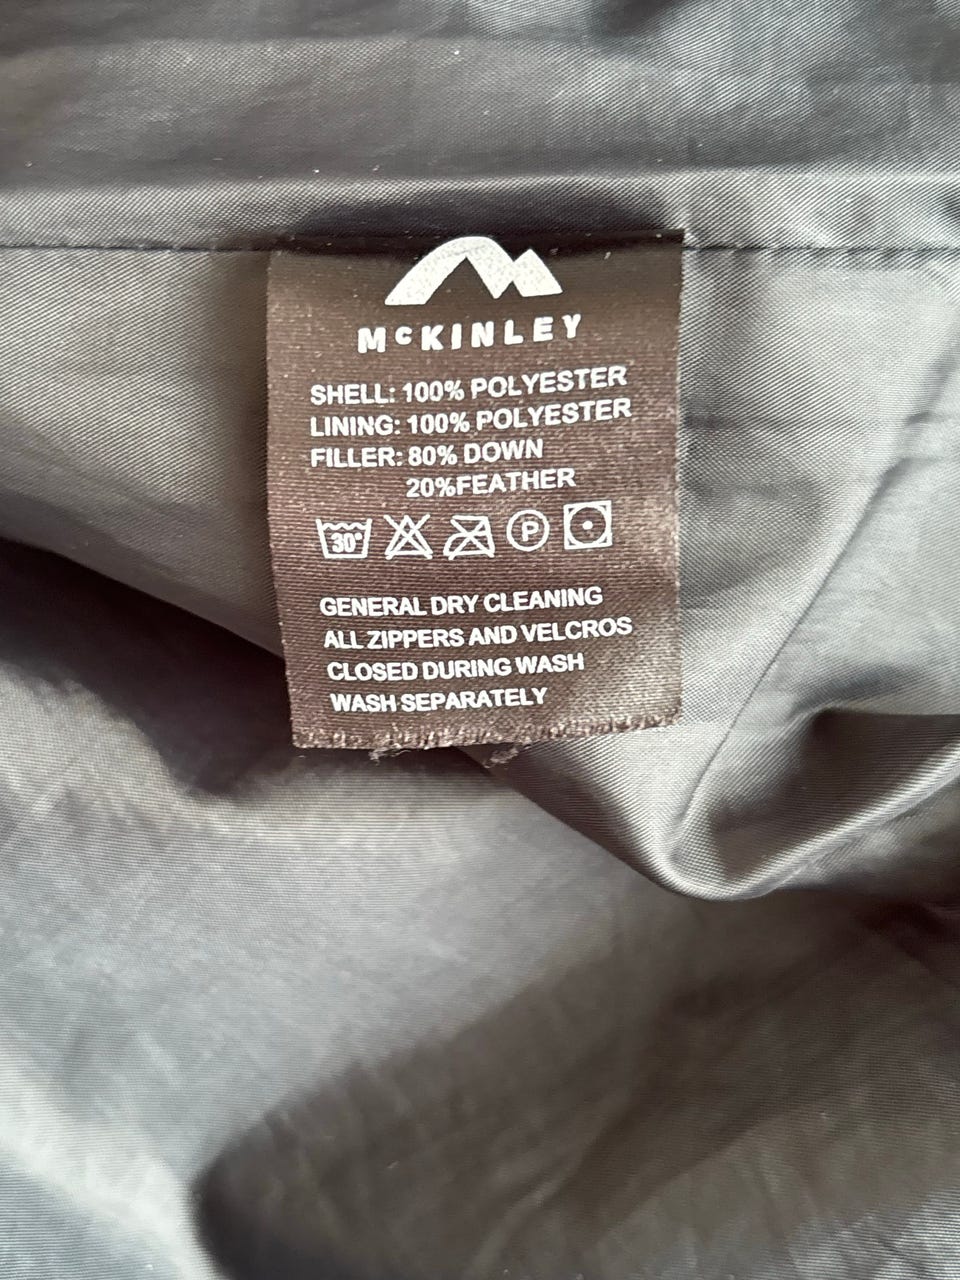 McKINLEY
SHELL: 100% POLYESTER
LINING: 100% POLYESTER
FILLER: 80% DOWN
20%FEATHER
30° P
GENERAL DRY CLEANING
ALL ZIPPERS AND VELCROS
CLOSED DURING WASH
WASH SEPARATELY